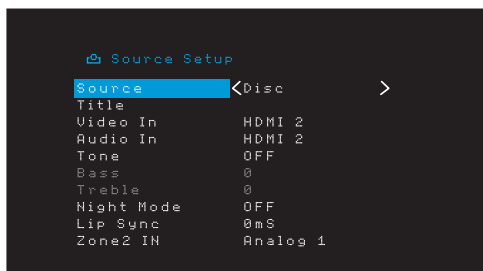 Source Setup
Source <Disc >
Title
Video In HDMI 2
Audio In HDMI 2
Tone OFF
Bass 0
Treble 0
Night Mode OFF
Lip Sync 0mS
Zone2 IN Analog 1